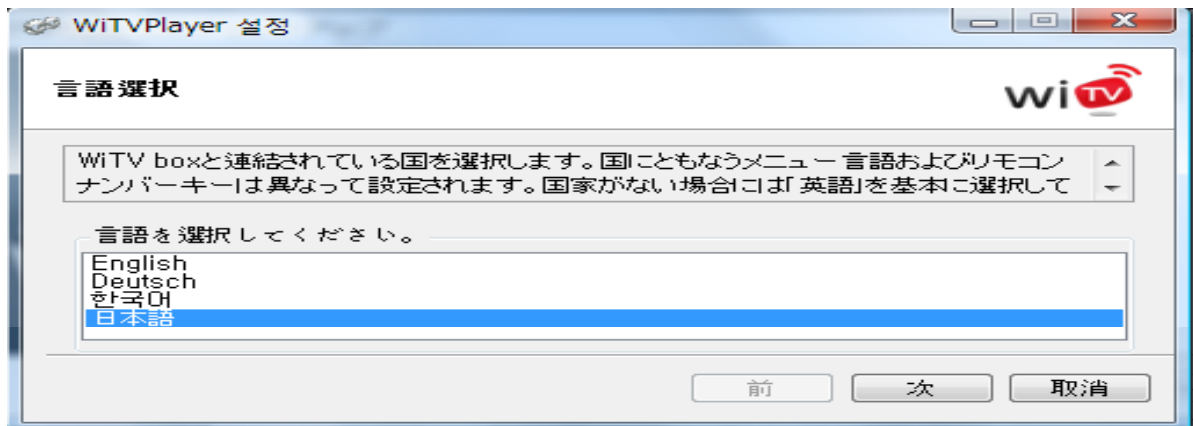 WiTVPlayer 설정
言語選択
wiTV
WiTV boxと連結されている国を選択します。国にともなうメニュー 言語およびリモコン
ナンバーキーは異なって設定されます。国家がない場合には「英語」を基本に選択して
言語を選択してください。
English
Deutsch
한국어
日本語
前 次 取消